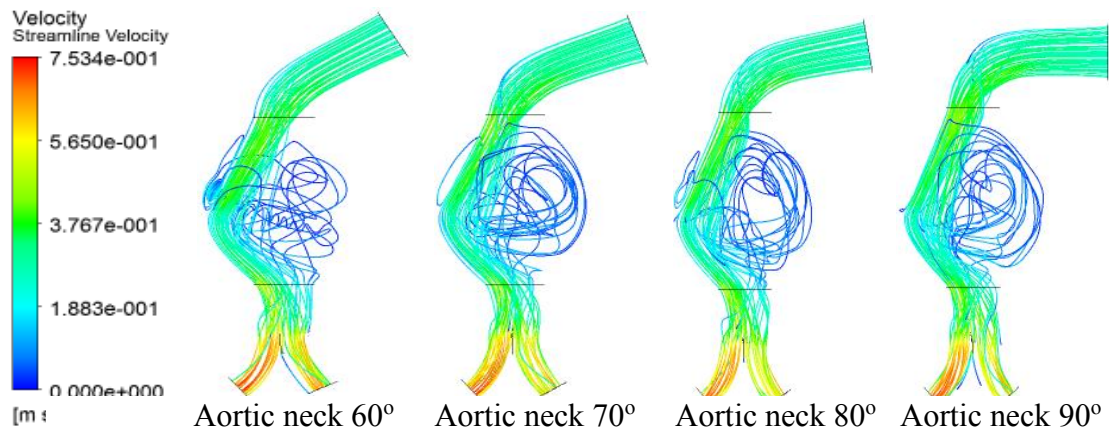 Velocity
Streamline Velocity
7.534e-001
5.650e-001
3.767e-001
1.883e-001
0.000e+000
[m s
Aortic neck 60º Aortic neck 70º Aortic neck 80º Aortic neck 90º